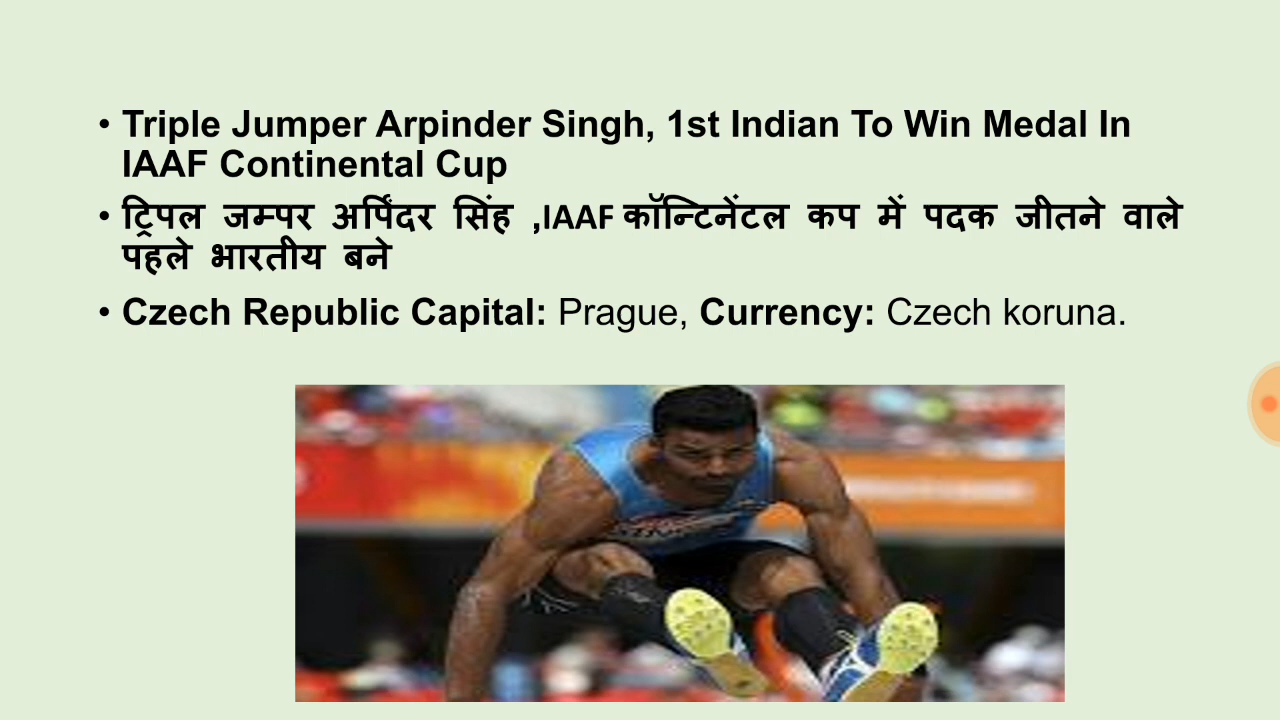 • Triple Jumper Arpinder Singh, 1st Indian To Win Medal In
IAAF Continental Cup
• ट्रिपल जम्पर अर्पिंदर सिंह ,IAAF कॉन्टिनेंटल कप में पदक जीतने वाले
पहले भारतीय बने
• Czech Republic Capital: Prague, Currency: Czech koruna.